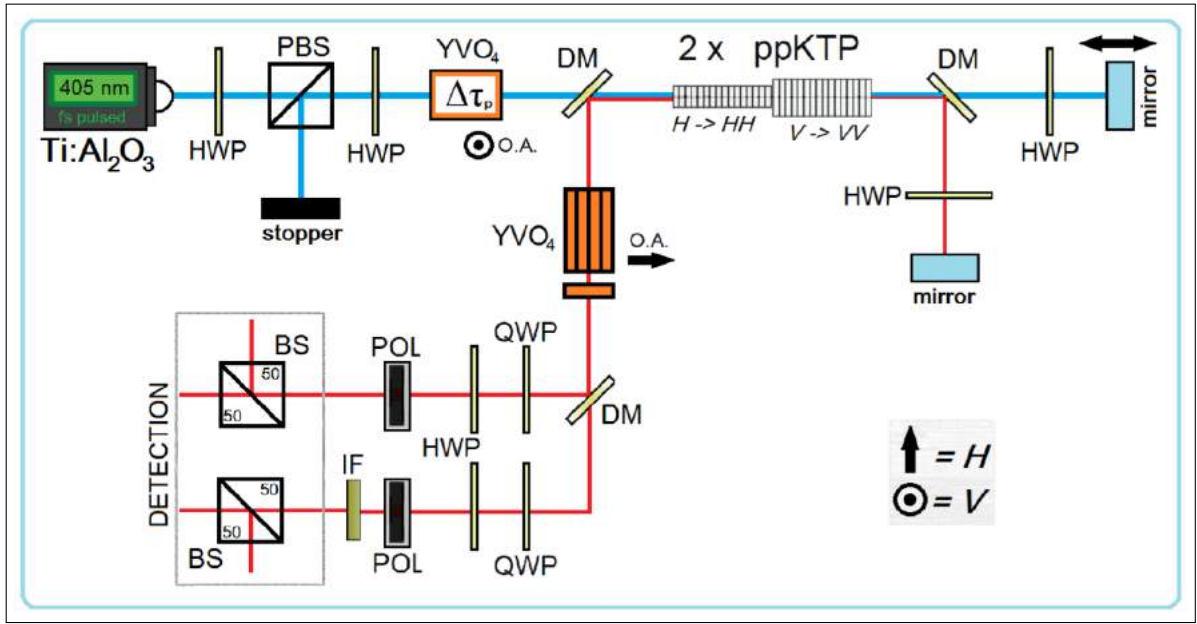 PBS
YVO₄
DM
2 x ppKTP
DM
405 nm
fs pulsed
Δτₚ
mirror
Ti:Al₂O₃
HWP
HWP
O.A.
H -> HH
V -> VV
HWP
stopper
HWP
YVO₄
O.A.
mirror
DETECTION
BS
50
50
POL
QWP
DM
HWP
IF
50
50
BS
POL
QWP
= H
= V